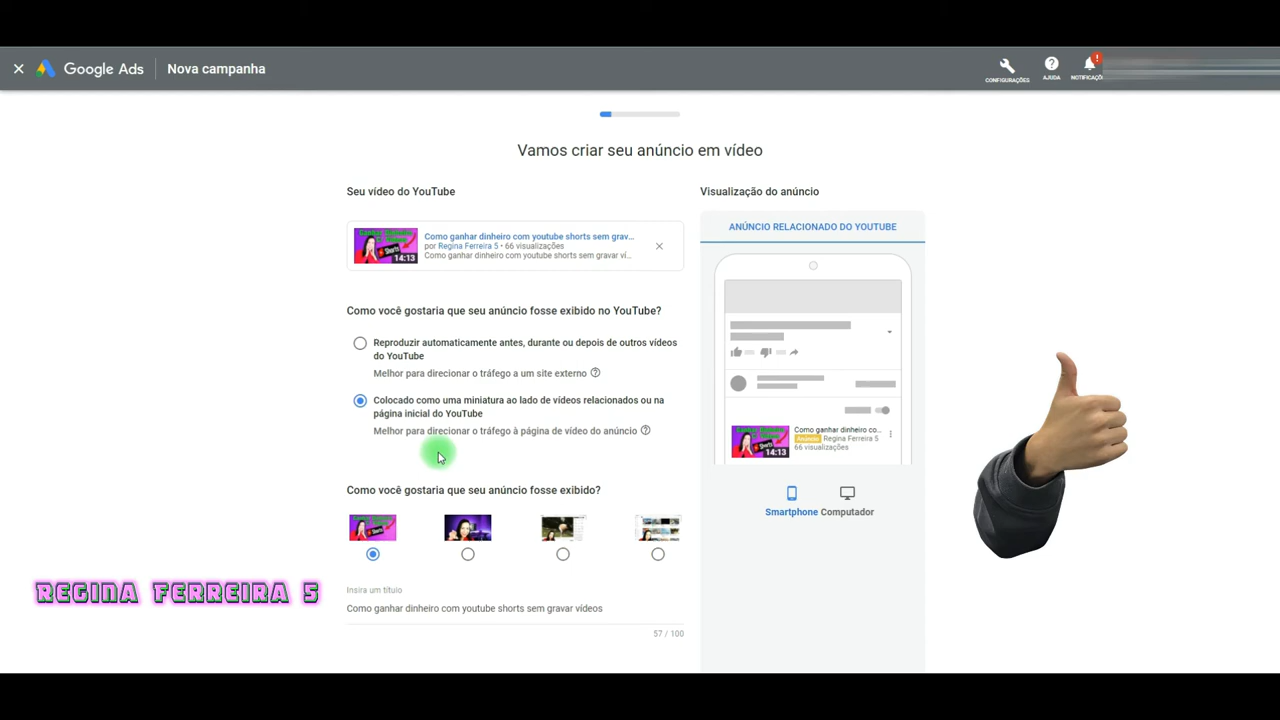 Google Ads
Nova campanha
CONFIGURAÇÕES
AJUDA
Vamos criar seu anúncio em vídeo
Seu vídeo do YouTube
Visualização do anúncio
Como ganhar dinheiro com youtube shorts sem grav...
por Regina Ferreira 5 • 66 visualizações
Como ganhar dinheiro com youtube shorts sem gravar ví...
14:13
ANÚNCIO RELACIONADO DO YOUTUBE
Como você gostaria que seu anúncio fosse exibido no YouTube?
Reproduzir automaticamente antes, durante ou depois de outros vídeos
do YouTube
Melhor para direcionar o tráfego a um site externo
Colocado como uma miniatura ao lado de vídeos relacionados ou na
página inicial do YouTube
Melhor para direcionar o tráfego à página de vídeo do anúncio
Como ganhar dinheiro co...
Anúncio Regina Ferreira 5
66 visualizações
14:13
Como você gostaria que seu anúncio fosse exibido?
Smartphone Computador
REGINA FERREIRA 5
Insira um título
Como ganhar dinheiro com youtube shorts sem gravar vídeos
57 / 100